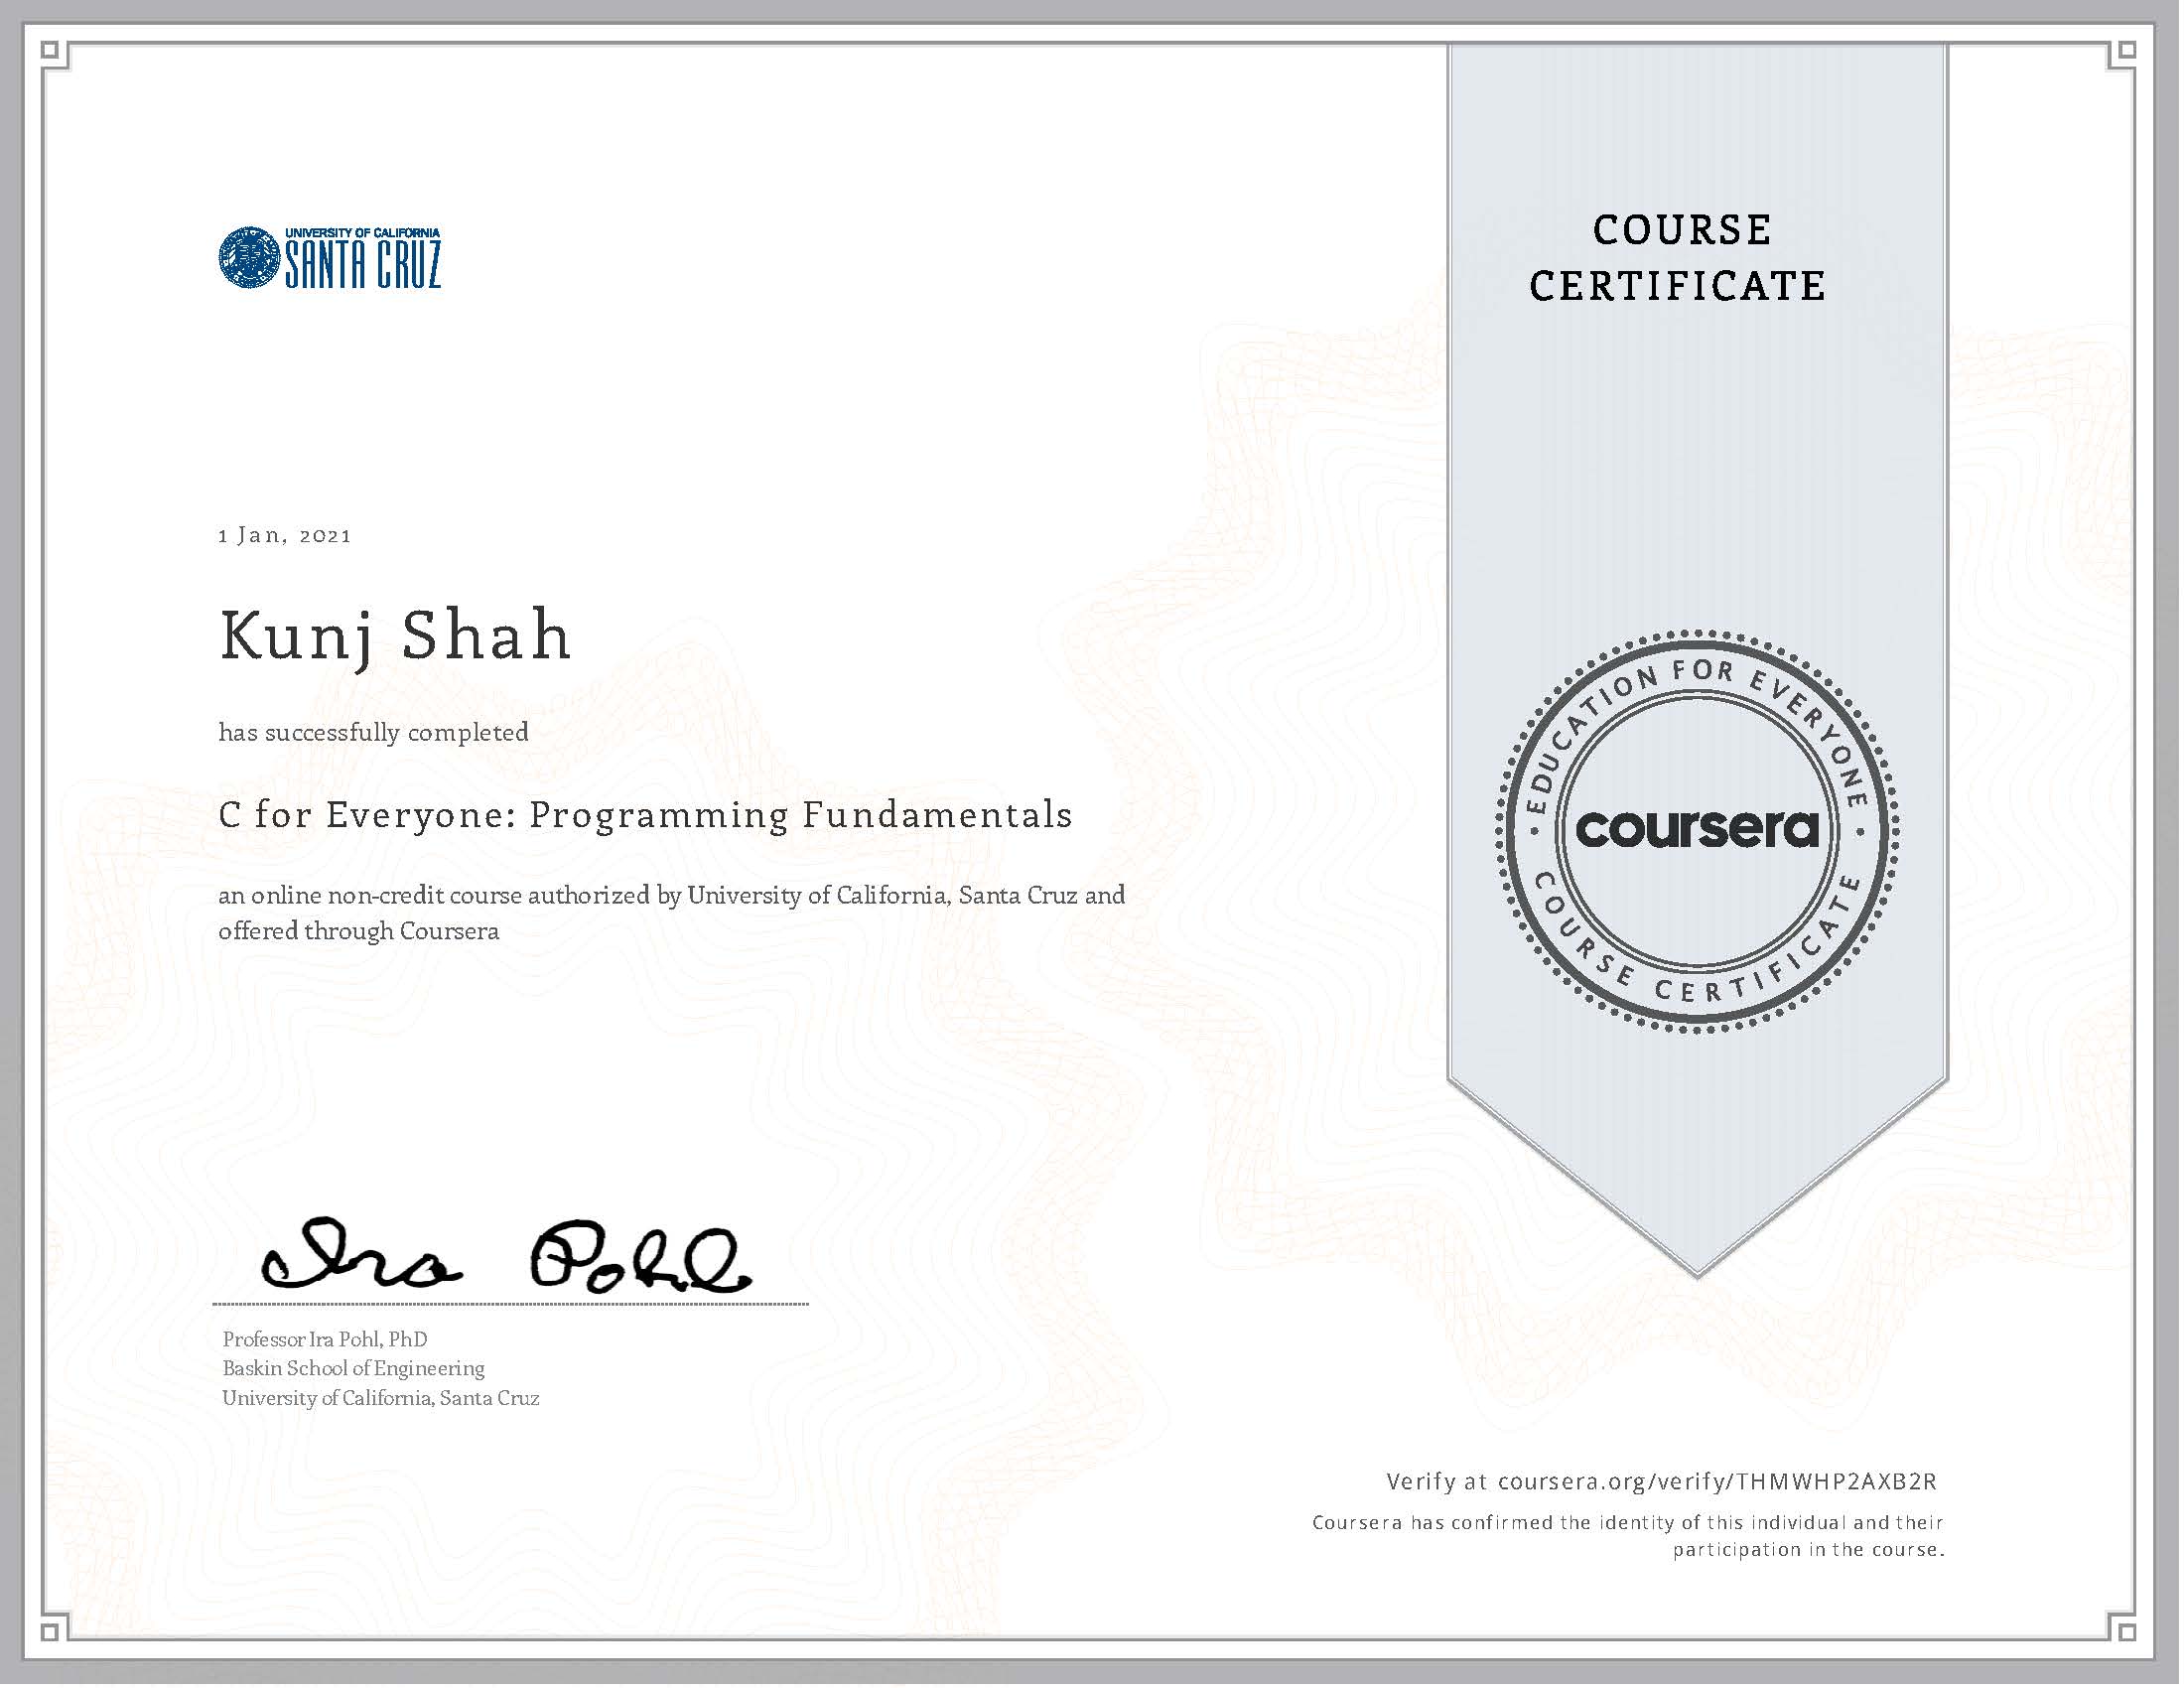 UNIVERSITY OF CALIFORNIA
SANTA CRUZ
COURSE
CERTIFICATE
1 Jan, 2021
Kunj Shah
has successfully completed
C for Everyone: Programming Fundamentals
an online non-credit course authorized by University of California, Santa Cruz and
offered through Coursera
EDUCATION FOR EVERYONE
coursera
COURSE CERTIFICATE
Ira Pohl
Professor Ira Pohl, PhD
Baskin School of Engineering
University of California, Santa Cruz
Verify at coursera.org/verify/THMWHP2AXB2R
Coursera has confirmed the identity of this individual and their
participation in the course.